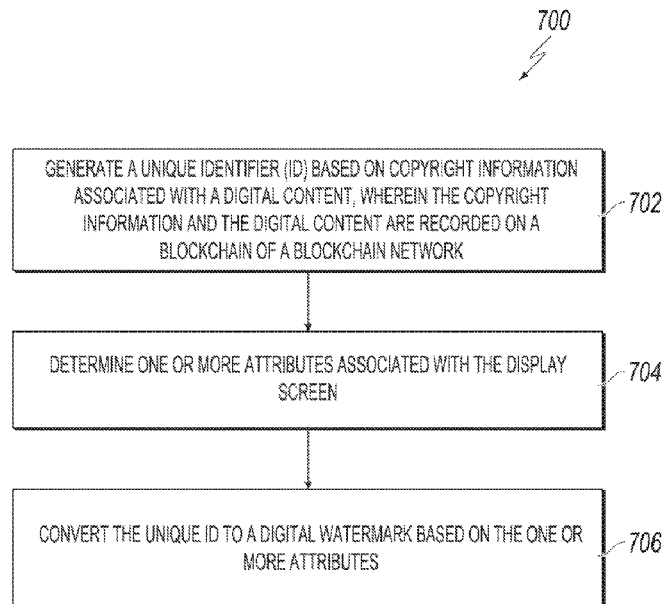 700
GENERATE A UNIQUE IDENTIFIER (ID) BASED ON COPYRIGHT INFORMATION
ASSOCIATED WITH A DIGITAL CONTENT, WHEREIN THE COPYRIGHT
INFORMATION AND THE DIGITAL CONTENT ARE RECORDED ON A
BLOCKCHAIN OF A BLOCKCHAIN NETWORK
702
DETERMINE ONE OR MORE ATTRIBUTES ASSOCIATED WITH THE DISPLAY
SCREEN
704
CONVERT THE UNIQUE ID TO A DIGITAL WATERMARK BASED ON THE ONE OR
MORE ATTRIBUTES
706